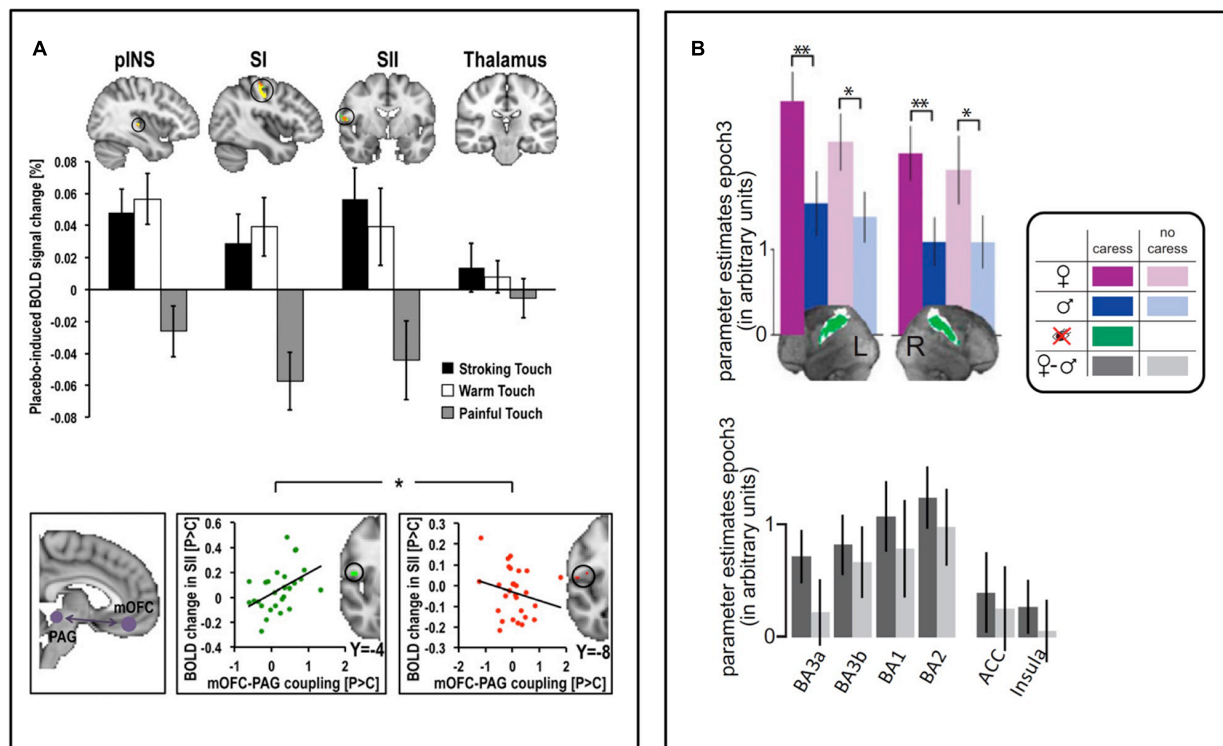 A
pINS SI SII Thalamus
Placebo-induced BOLD signal change [%]
0.08
0.06
0.04
0.02
0
-0.02
-0.04
-0.06
-0.08
Stroking Touch
Warm Touch
Painful Touch
*
mOFC
PAG
BOLD change in SII [P>C]
0.6
0.4
0.2
0
-0.2
-0.4
-1 0 1 2
Y=-4
mOFC-PAG coupling [P>C]
BOLD change in SII [P>C]
0.3
0.2
0.1
0.0
-0.1
-0.2
-0.3
-2 -1 0 1 2
Y=-8
mOFC-PAG coupling [P>C]
B
parameter estimates epoch3
(in arbitrary units)
1
0
** * ** *
L R
caress no
caress
♀
♂
♀-♂
parameter estimates epoch3
(in arbitrary units)
1
0
BA3a BA3b BA1 BA2 ACC Insula